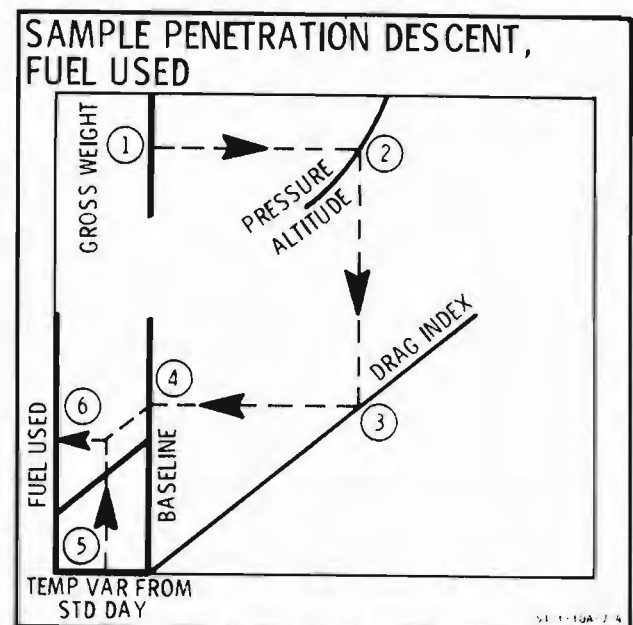 SAMPLE PENETRATION DESCENT,
FUEL USED
GROSS WEIGHT
1
2
PRESSURE
ALTITUDE
DRAG INDEX
3
4
BASELINE
FUEL USED
6
5
TEMP VAR FROM
STD DAY